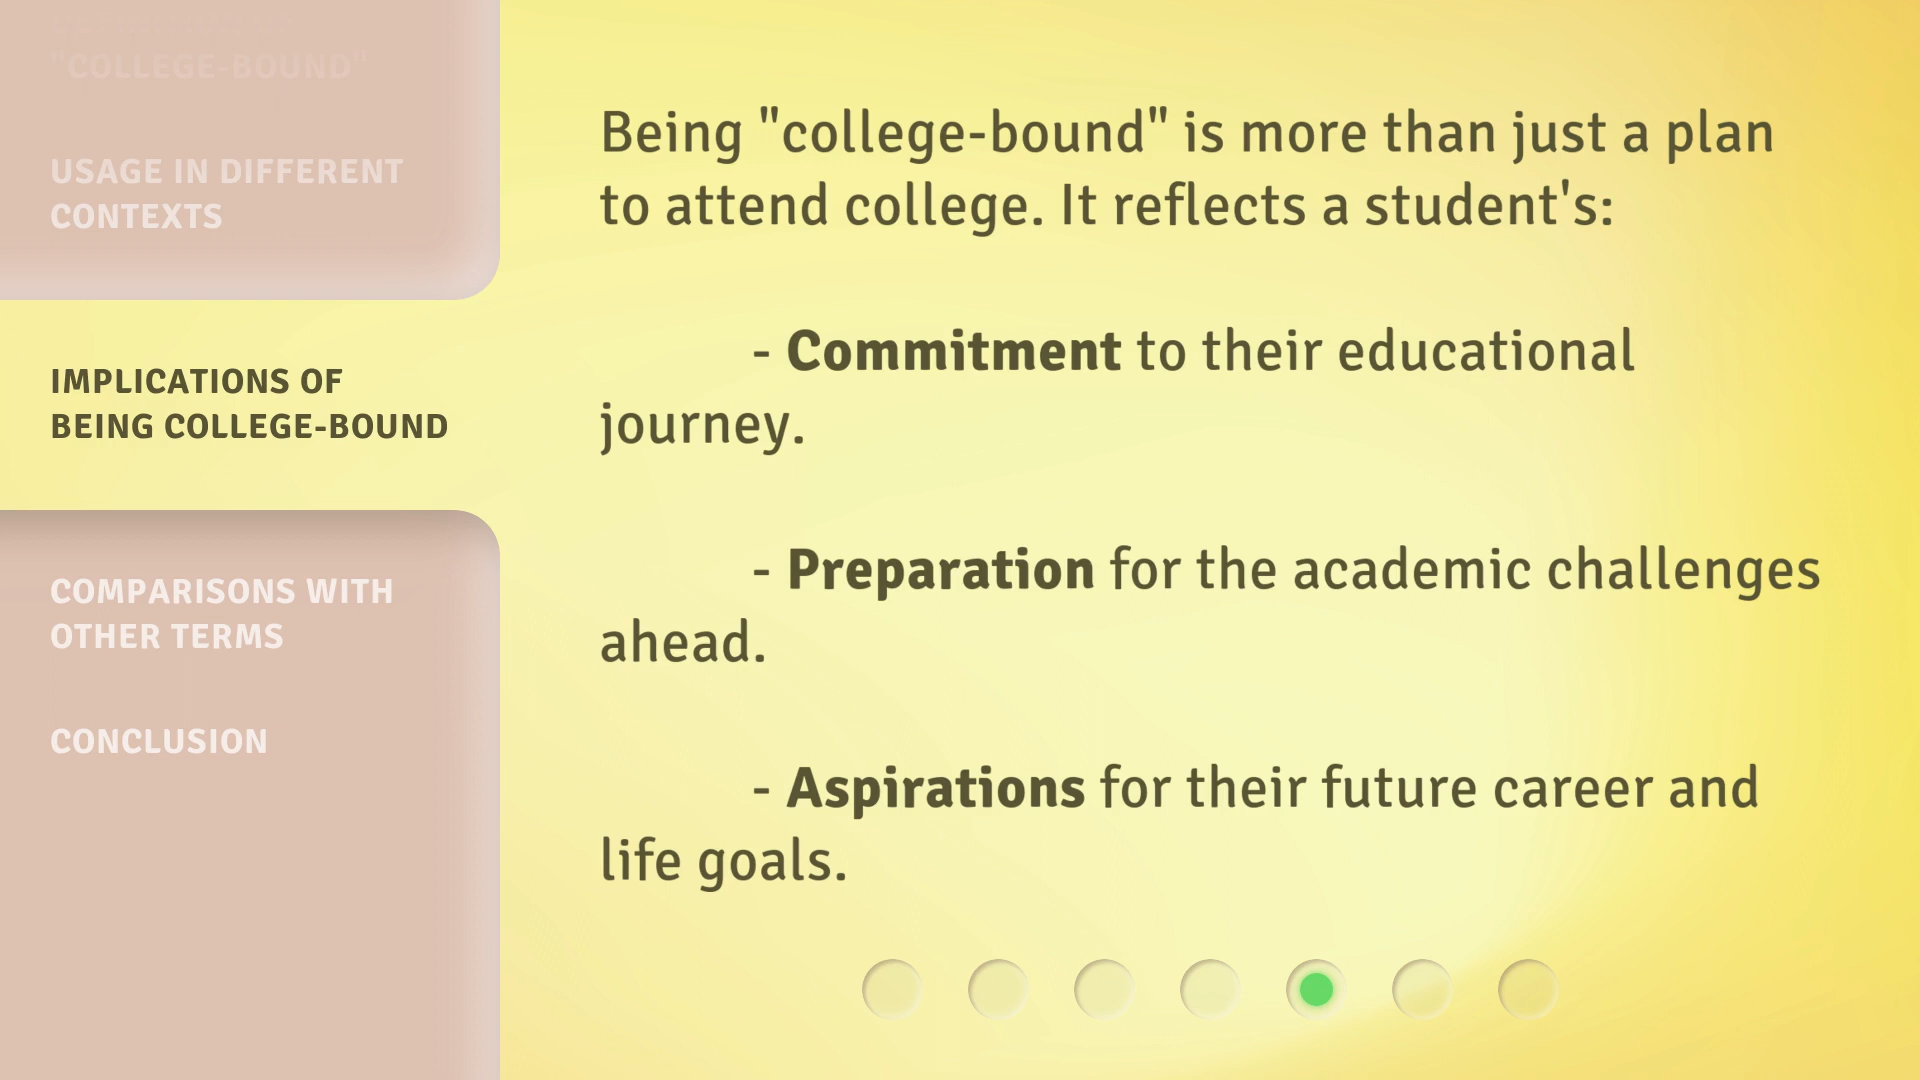 "COLLEGE-BOUND"
USAGE IN DIFFERENT
CONTEXTS
IMPLICATIONS OF
BEING COLLEGE-BOUND
COMPARISONS WITH
OTHER TERMS
CONCLUSION
Being "college-bound" is more than just a plan
to attend college. It reflects a student's:
- Commitment to their educational
journey.
- Preparation for the academic challenges
ahead.
- Aspirations for their future career and
life goals.